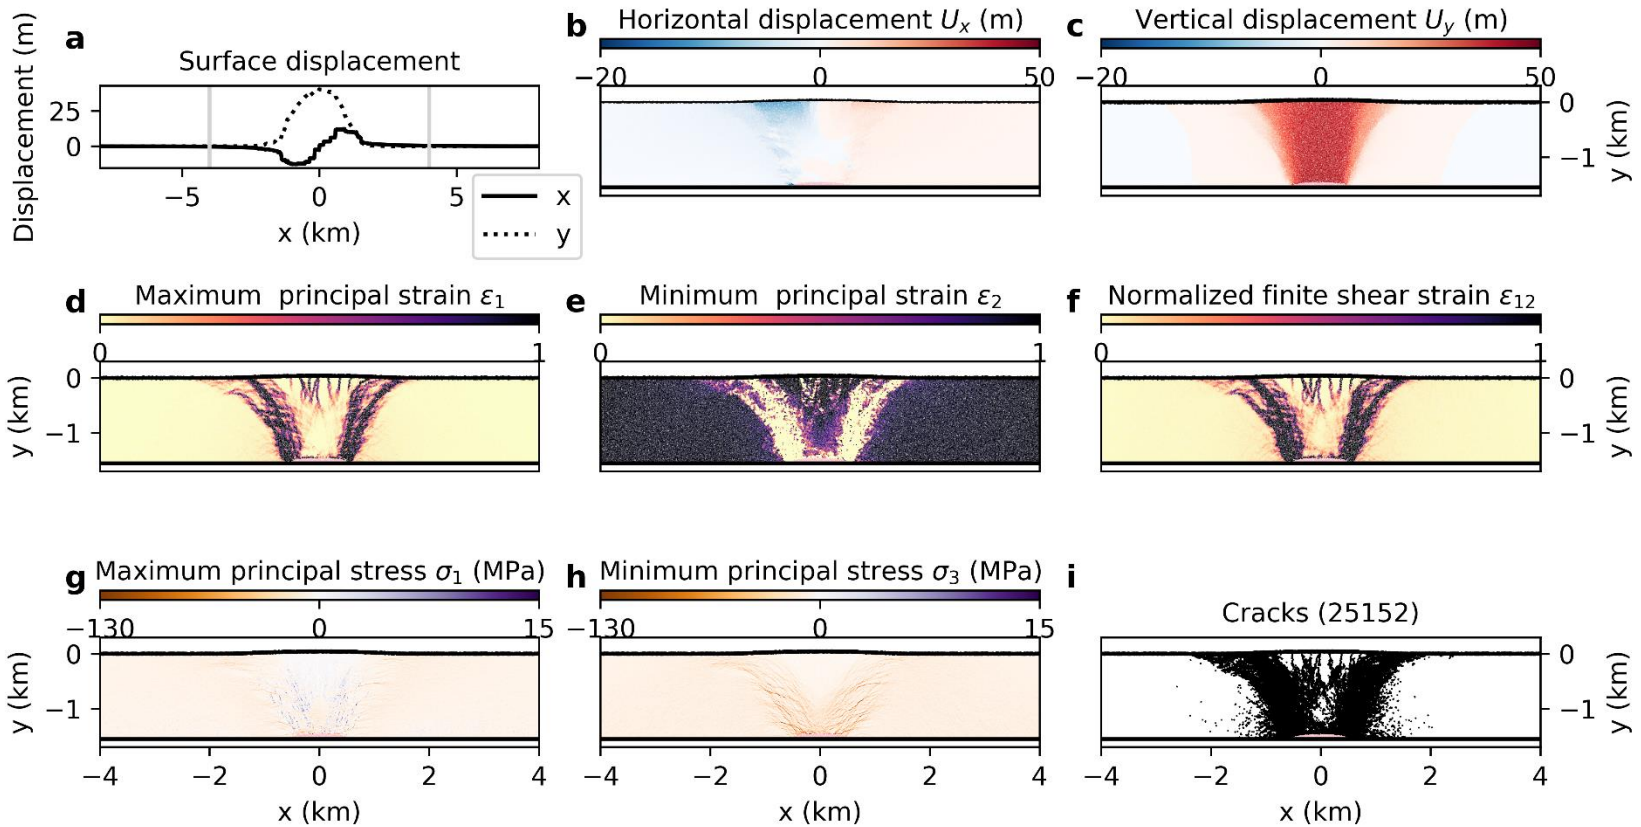 a
Surface displacement
Displacement (m)
25
0
−5
0
5
x (km)
x
y
b
Horizontal displacement Uₓ (m)
−20
0
50
c
Vertical displacement U_y (m)
−20
0
50
0
−1
y (km)
d
Maximum principal strain ε₁
0
1
y (km)
0
−1
e
Minimum principal strain ε₂
0
1
f
Normalized finite shear strain ε₁₂
0
1
0
−1
y (km)
g
Maximum principal stress σ₁ (MPa)
−130
0
15
y (km)
0
−1
−4
−2
0
2
4
x (km)
h
Minimum principal stress σ₃ (MPa)
−130
0
15
−4
−2
0
2
4
x (km)
i
Cracks (25152)
0
−1
y (km)
−4
−2
0
2
4
x (km)